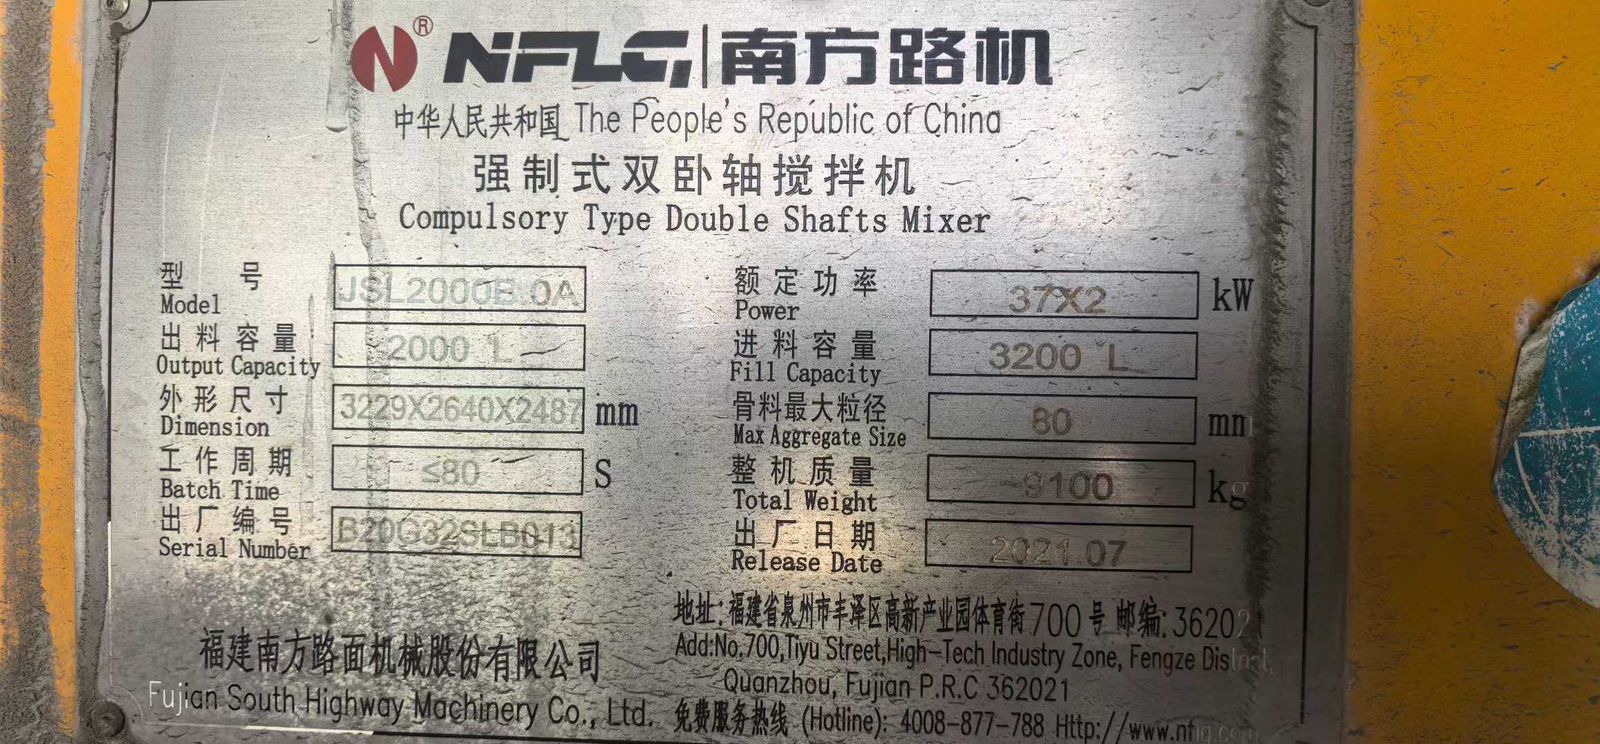 NFLG 南方路机
中华人民共和国 The People's Republic of China
强制式双卧轴搅拌机
Compulsory Type Double Shafts Mixer
型号 JSL2000B.0A
Model
出料容量 2000 L
Output Capacity
外形尺寸 3229X2640X2487 mm
Dimension
工作周期 ≤80 S
Batch Time
出厂编号 B20G32SLB013
Serial Number
额定功率 37X2 kW
Power
进料容量 3200 L
Fill Capacity
骨料最大粒径 80 mm
Max Aggregate Size
整机质量 9100 kg
Total Weight
出厂日期 2021.07
Release Date
福建南方路面机械股份有限公司
Fujian South Highway Machinery Co., Ltd.
地址:福建省泉州市丰泽区高新产业园体育街700号 邮编:362021
Add:No.700,Tiyu Street,High-Tech Industry Zone, Fengze District,
Quanzhou, Fujian P.R.C 362021
免费服务热线 (Hotline): 4008-877-788 Http://www.nflg.com